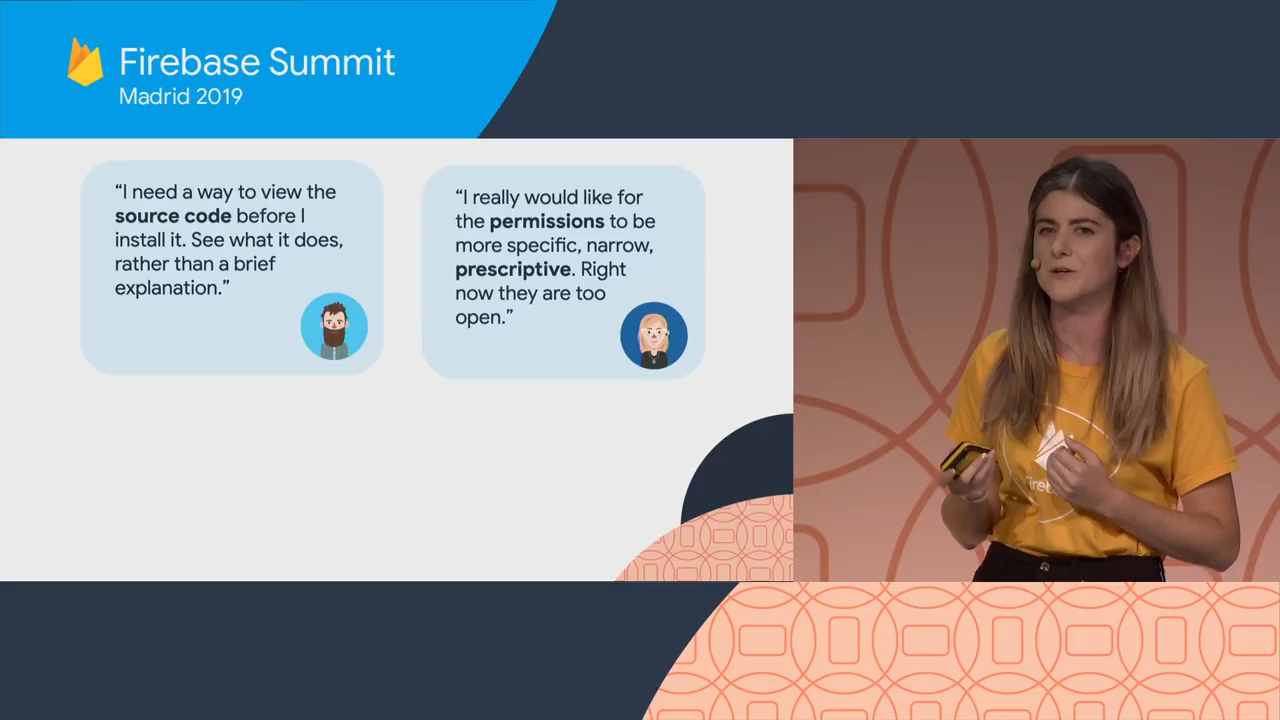 Firebase Summit
Madrid 2019
“I need a way to view the
source code before I
install it. See what it does,
rather than a brief
explanation.”
“I really would like for
the permissions to be
more specific, narrow,
prescriptive. Right
now they are too
open.”